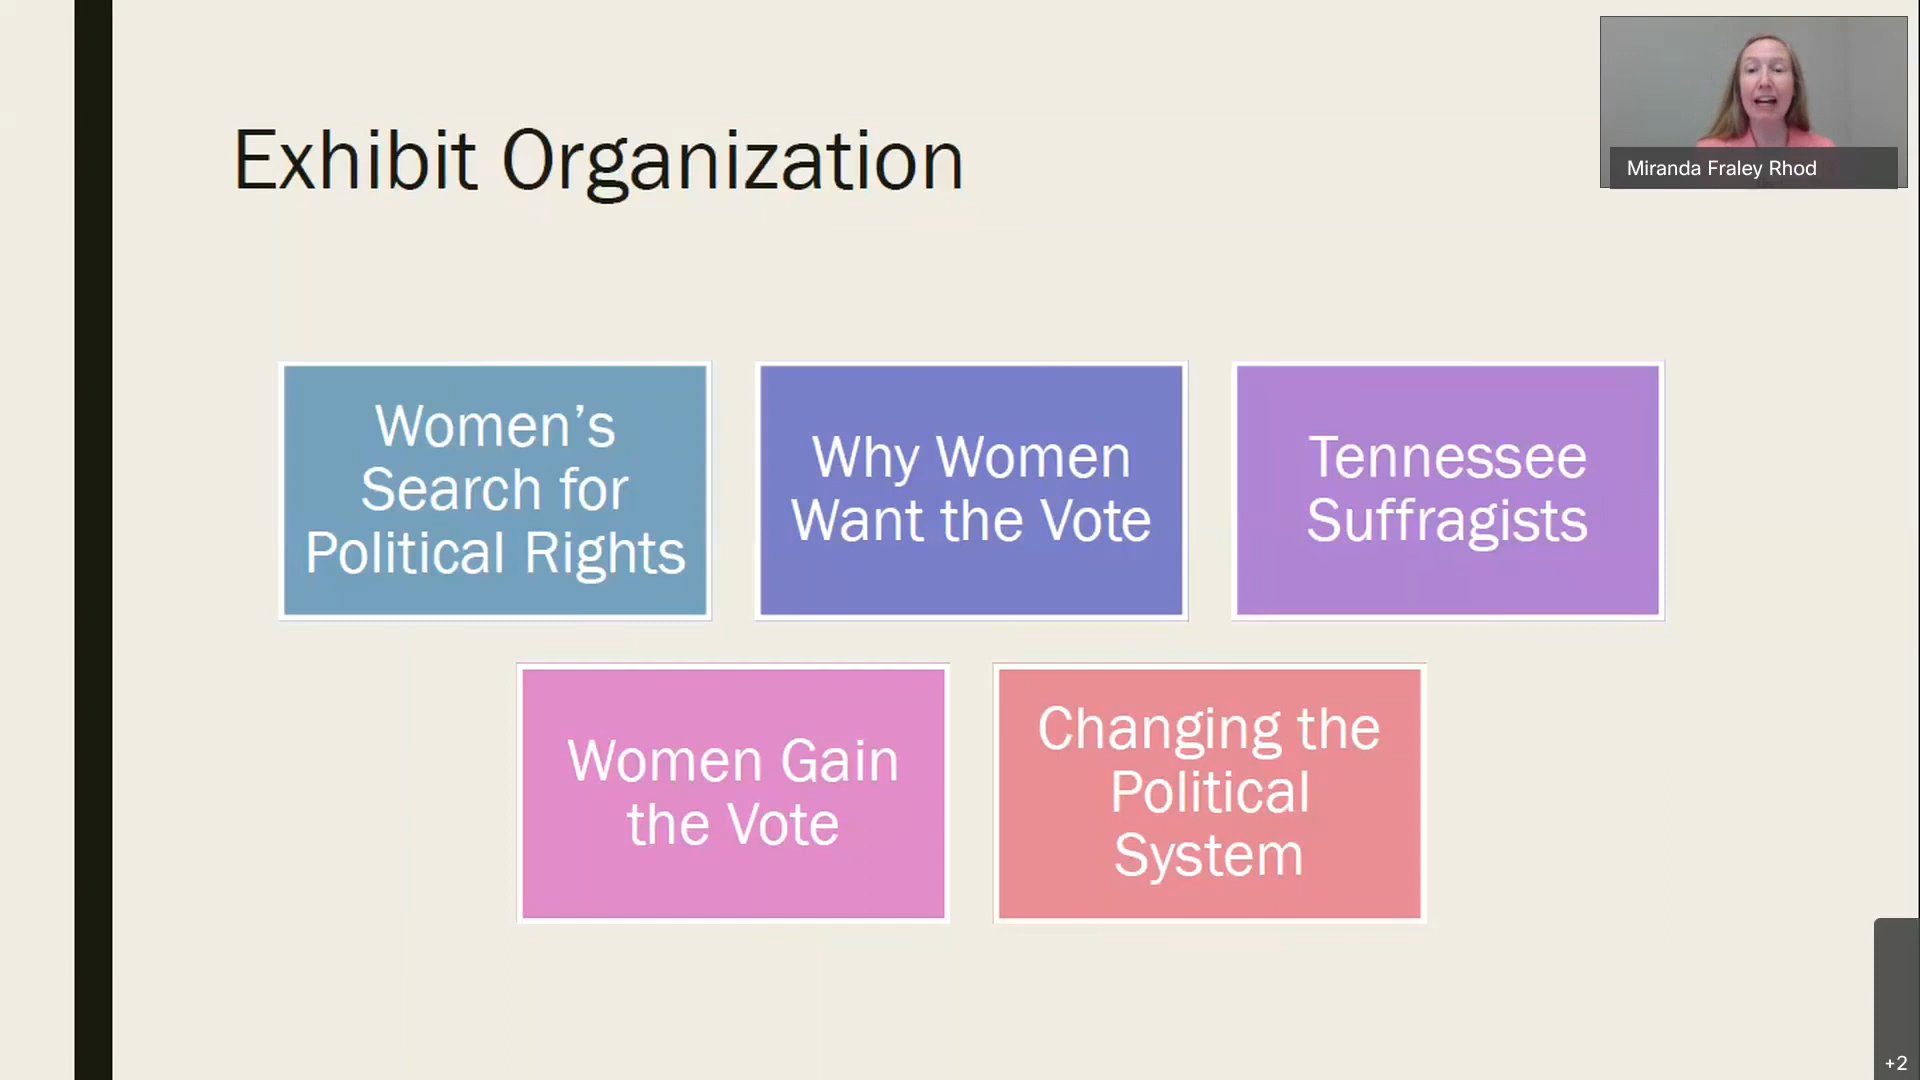 Exhibit Organization
Miranda Fraley Rhod
Women’s
Search for
Political Rights
Why Women
Want the Vote
Tennessee
Suffragists
Women Gain
the Vote
Changing the
Political
System
+2